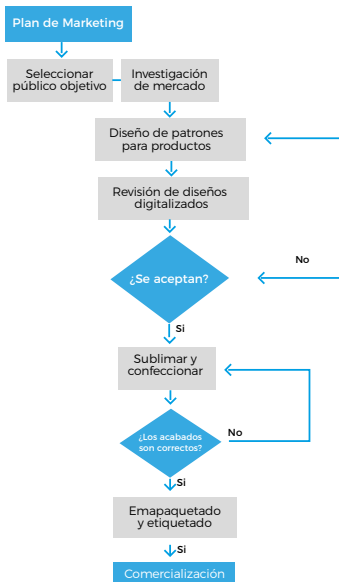 Plan de Marketing
Seleccionar
público objetivo
Investigación
de mercado
Diseño de patrones
para productos
Revisión de diseños
digitalizados
No
¿Se aceptan?
Si
Sublimar y
confeccionar
¿Los acabados
son correctos?
No
Si
Emapaquetado
y etiquetado
Si
Comercialización